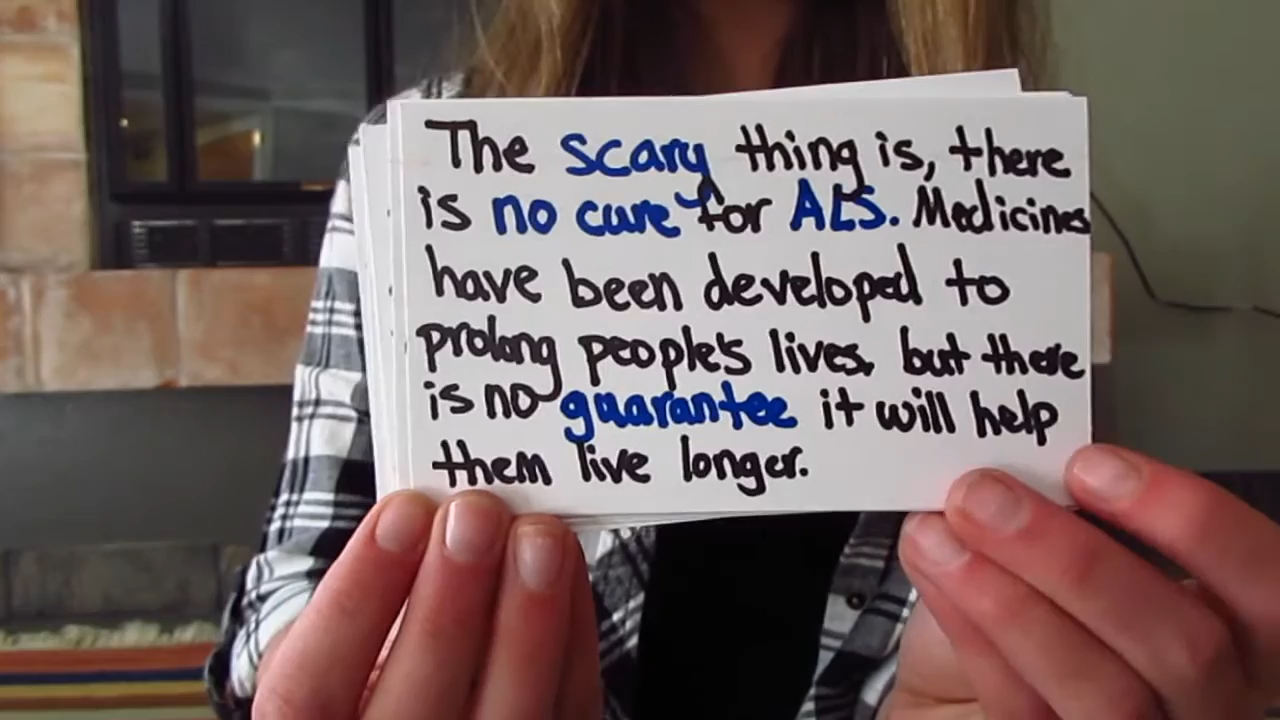 The scary thing is, there
is no cure for ALS. Medicines
have been developed to
prolong people's lives, but there
is no guarantee it will help
them live longer.